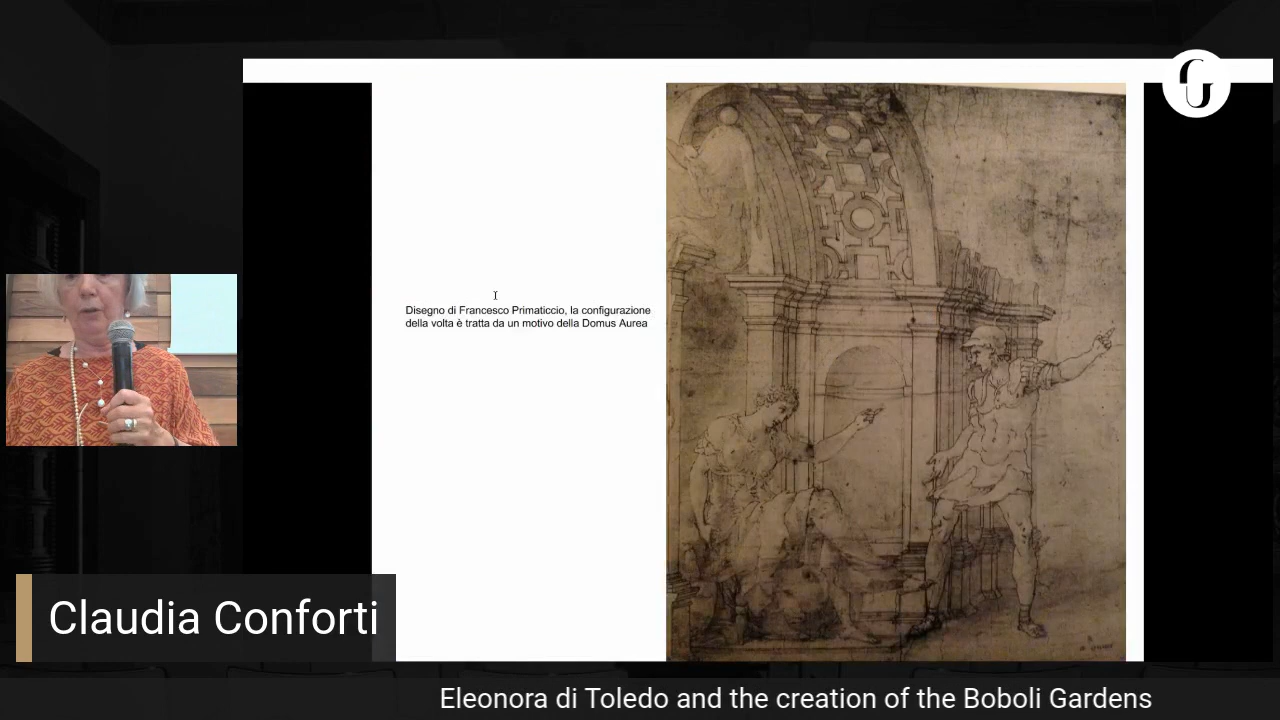 Disegno di Francesco Primaticcio, la configurazione
della volta è tratta da un motivo della Domus Aurea
Claudia Conforti
Eleonora di Toledo and the creation of the Boboli Gardens